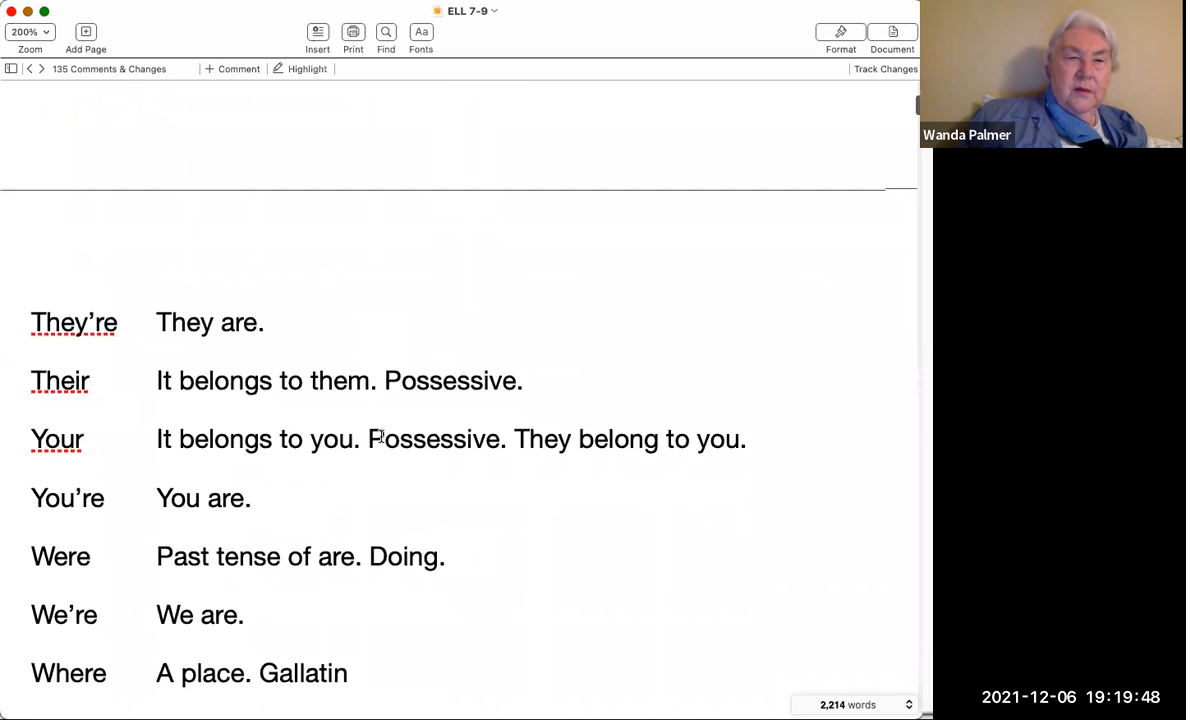 ELL 7-9
200%
Zoom
Add Page
Insert
Print
Find
Aa
Fonts
Format
Document
135 Comments & Changes
+ Comment
Highlight
Track Changes
Wanda Palmer
They’re They are.
Their It belongs to them. Possessive.
Your It belongs to you. Possessive. They belong to you.
You’re You are.
Were Past tense of are. Doing.
We’re We are.
Where A place. Gallatin
2,214 words
2021-12-06 19:19:48